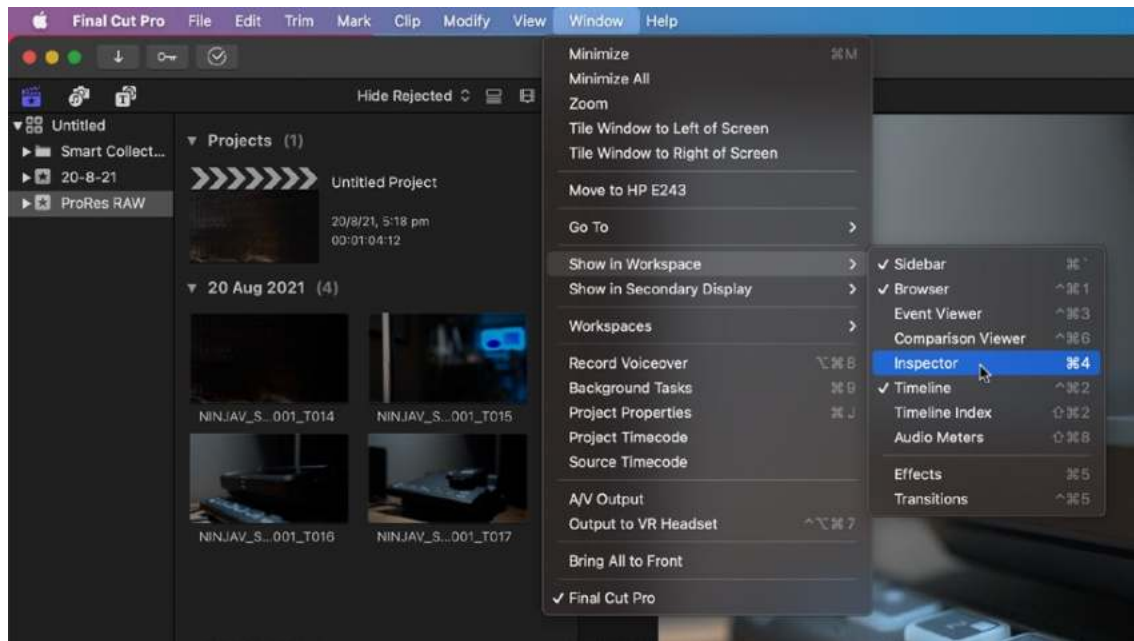 Final Cut Pro File Edit Trim Mark Clip Modify View Window Help
Hide Rejected
Untitled
Smart Collect...
20-8-21
ProRes RAW
Projects (1)
Untitled Project
20/8/21, 5:18 pm
00:01:04:12
20 Aug 2021 (4)
NINJAV_S...001_T014
NINJAV_S...001_T015
NINJAV_S...001_T016
NINJAV_S...001_T017
Minimize ⌘M
Minimize All
Zoom
Tile Window to Left of Screen
Tile Window to Right of Screen
Move to HP E243
Go To
Show in Workspace
Show in Secondary Display
Workspaces
Record Voiceover ⌥⌘8
Background Tasks ⌘9
Project Properties ⌘J
Project Timecode
Source Timecode
A/V Output
Output to VR Headset ^⌥⌘7
Bring All to Front
✓ Final Cut Pro
✓ Sidebar ⌘`
✓ Browser ^⌘1
Event Viewer ^⌘3
Comparison Viewer ^⌘6
Inspector ⌘4
✓ Timeline ^⌘2
Timeline Index ⇧⌘2
Audio Meters ⇧⌘8
Effects ⌘5
Transitions ^⌘5